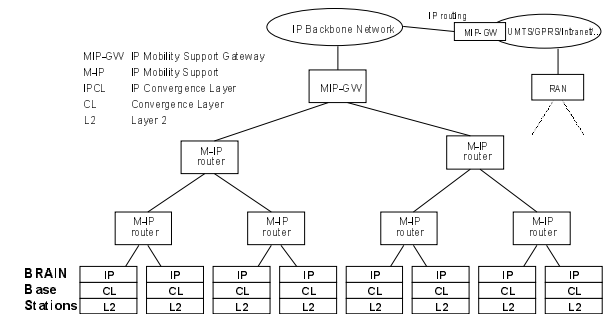 IP routing
IP Backbone Network
MIP-GW
UMTS/GPRS/Intranet/...
MIP-GW IP Mobility Support Gateway
M-IP IP Mobility Support
IPCL IP Convergence Layer
CL Convergence Layer
L2 Layer 2
MIP-GW
RAN
M-IP
router
M-IP
router
M-IP
router
M-IP
router
M-IP
router
M-IP
router
BRAIN IP IP IP IP IP IP IP IP
Base CL CL CL CL CL CL CL CL
Stations L2 L2 L2 L2 L2 L2 L2 L2